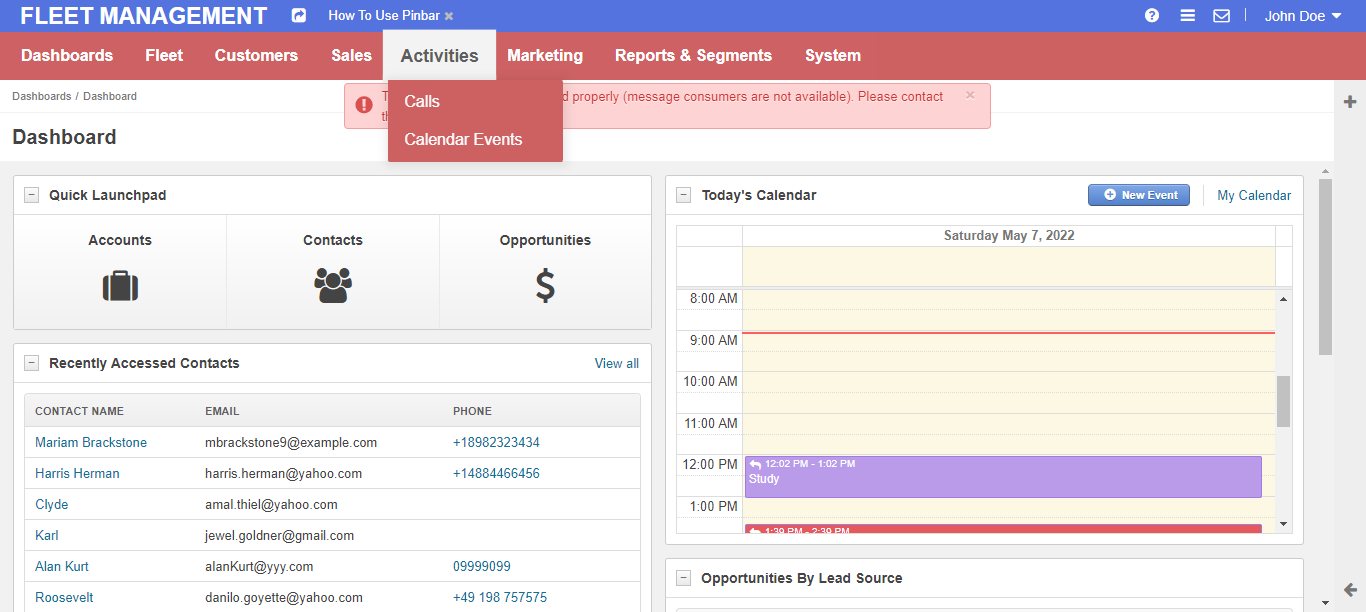 FLEET MANAGEMENT How To Use Pinbar × John Doe
Dashboards Fleet Customers Sales Activities Marketing Reports & Segments System
Calls
Calendar Events
Dashboards / Dashboard
properly (message consumers are not available). Please contact ×
Dashboard
Quick Launchpad
Accounts Contacts Opportunities
Recently Accessed Contacts View all
CONTACT NAME EMAIL PHONE
Mariam Brackstone mbrackstone9@example.com +18982323434
Harris Herman harris.herman@yahoo.com +14884466456
Clyde amal.thiel@yahoo.com
Karl jewel.goldner@gmail.com
Alan Kurt alanKurt@yyy.com 09999099
Roosevelt danilo.goyette@yahoo.com +49 198 757575
Today's Calendar New Event My Calendar
Saturday May 7, 2022
8:00 AM
9:00 AM
10:00 AM
11:00 AM
12:00 PM 12:02 PM - 1:02 PM
Study
1:00 PM
1:39 PM - 2:39 PM
Opportunities By Lead Source